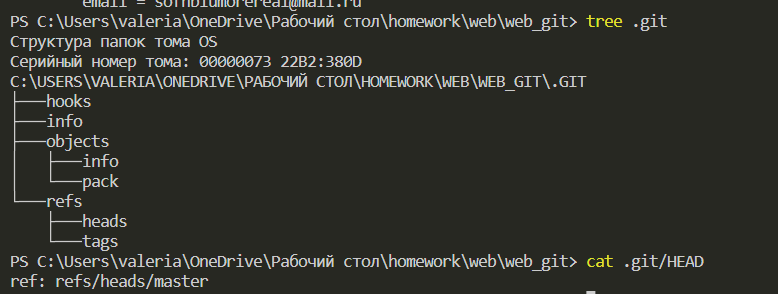 email = sofnblumorereal@mail.ru
PS C:\Users\valeria\OneDrive\Рабочий стол\homework\web\web_git> tree .git
Структура папок тома OS
Серийный номер тома: 00000073 22B2:380D
C:\USERS\VALERIA\ONEDRIVE\РАБОЧИЙ СТОЛ\HOMEWORK\WEB\WEB_GIT\.GIT
├───hooks
├───info
├───objects
│   ├───info
│   └───pack
└───refs
    ├───heads
    └───tags
PS C:\Users\valeria\OneDrive\Рабочий стол\homework\web\web_git> cat .git/HEAD
ref: refs/heads/master